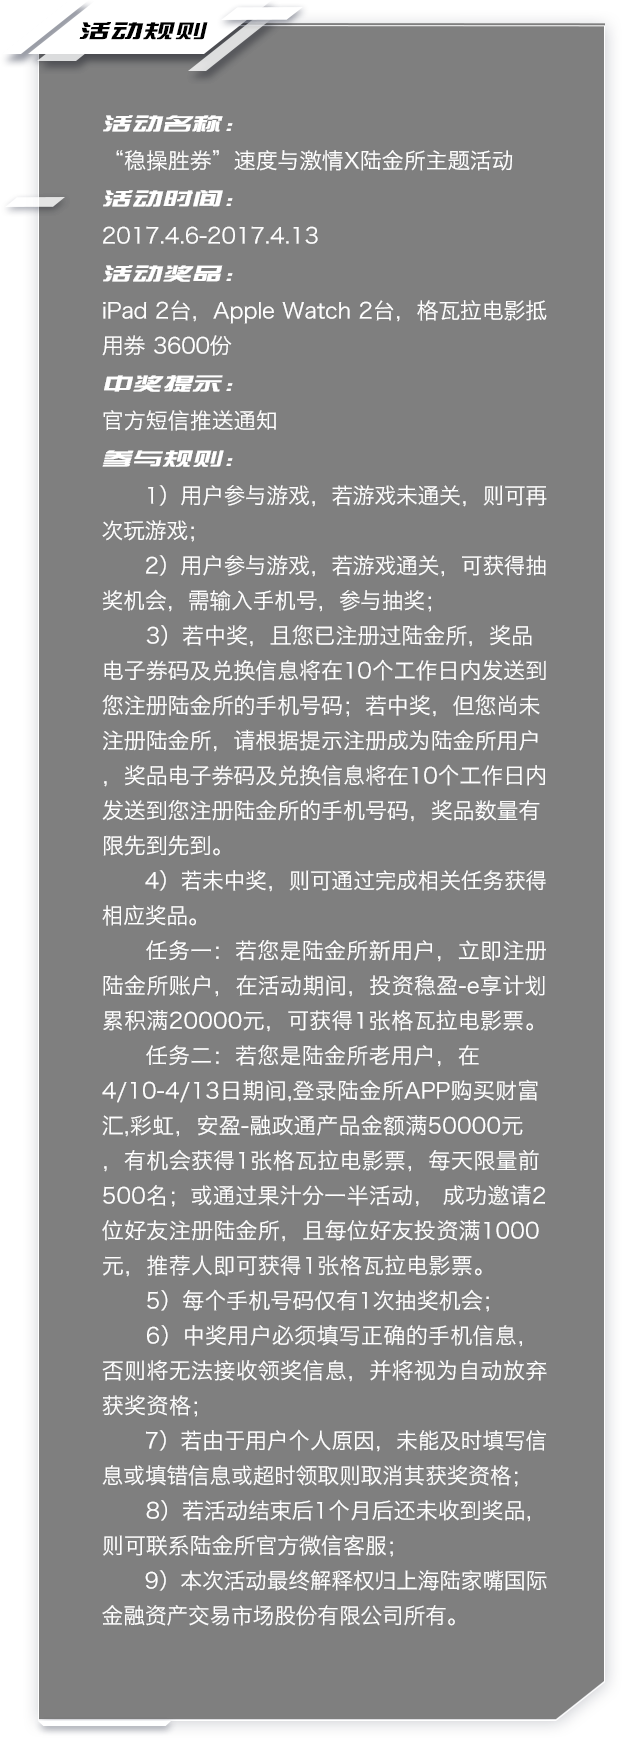 活动规则
活动名称：
“稳操胜券”速度与激情X陆金所主题活动
活动时间：
2017.4.6-2017.4.13
活动奖品：
iPad 2台，Apple Watch 2台，格瓦拉电影抵
用券 3600份
中奖提示：
官方短信推送通知
参与规则：
1）用户参与游戏，若游戏未通关，则可再
次玩游戏；
2）用户参与游戏，若游戏通关，可获得抽
奖机会，需输入手机号，参与抽奖；
3）若中奖，且您已注册过陆金所，奖品
电子券码及兑换信息将在10个工作日内发送到
您注册陆金所的手机号码；若中奖，但您尚未
注册陆金所，请根据提示注册成为陆金所用户
，奖品电子券码及兑换信息将在10个工作日内
发送到您注册陆金所的手机号码，奖品数量有
限先到先到。
4）若未中奖，则可通过完成相关任务获得
相应奖品。
任务一：若您是陆金所新用户，立即注册
陆金所账户，在活动期间，投资稳盈-e享计划
累积满20000元，可获得1张格瓦拉电影票。
任务二：若您是陆金所老用户，在
4/10-4/13日期间,登录陆金所APP购买财富
汇,彩虹，安盈-融政通产品金额满50000元
，有机会获得1张格瓦拉电影票，每天限量前
500名；或通过果汁分一半活动， 成功邀请2
位好友注册陆金所，且每位好友投资满1000
元，推荐人即可获得1张格瓦拉电影票。
5）每个手机号码仅有1次抽奖机会；
6）中奖用户必须填写正确的手机信息，
否则将无法接收领奖信息，并将视为自动放弃
获奖资格；
7）若由于用户个人原因，未能及时填写信
息或填错信息或超时领取则取消其获奖资格；
8）若活动结束后1个月后还未收到奖品，
则可联系陆金所官方微信客服；
9）本次活动最终解释权归上海陆家嘴国际
金融资产交易市场股份有限公司所有。